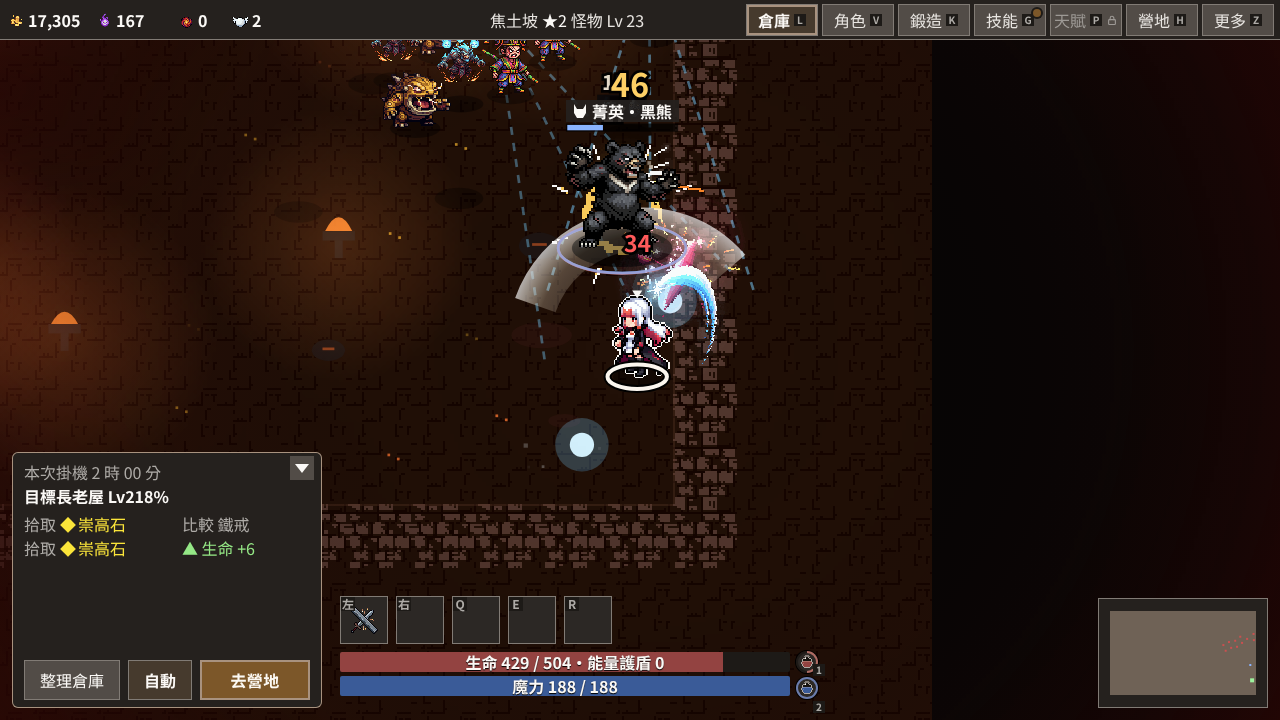 17,305 167 0 2
焦土坡 ★2 怪物 Lv 23
倉庫 L
角色 V
鍛造 K
技能 G
天賦 P
營地 H
更多 Z
46
菁英・黑熊
34
本次掛機 2 時 00 分
目標長老屋 Lv218%
拾取 ◆崇高石
比較 鐵戒
拾取 ◆崇高石
▲生命 +6
整理倉庫
自動
去營地
左
右
Q
E
R
生命 429 / 504・能量護盾 0
1
魔力 188 / 188
2